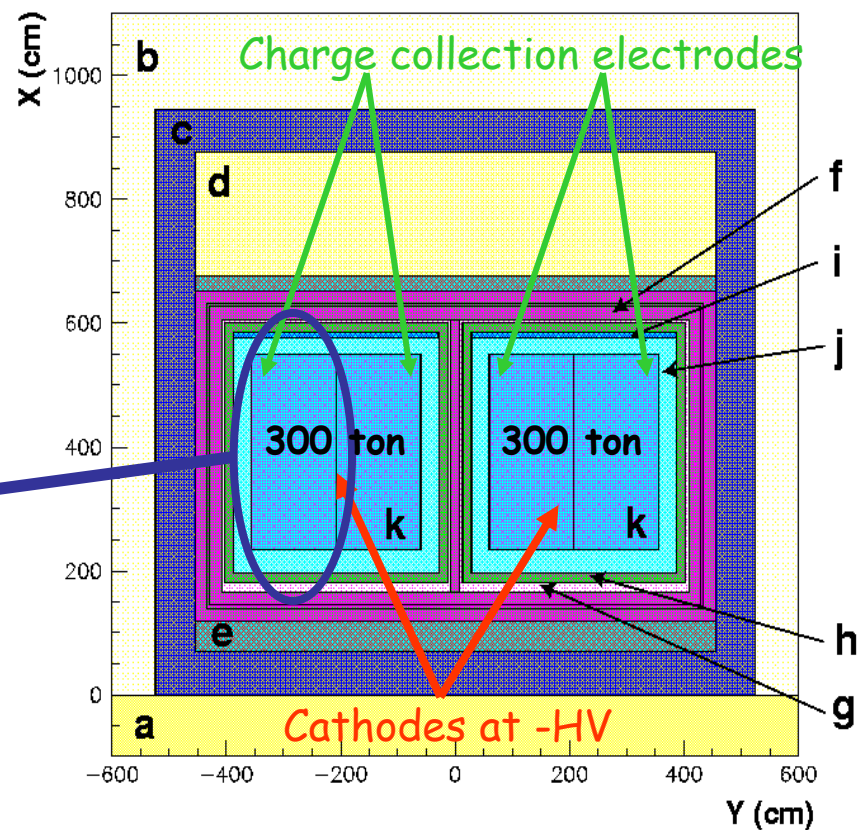 X (cm)
b
Charge collection electrodes
1000
c
d
f
800
i
600
j
300 ton
300 ton
400
k
k
200
e
h
g
0
a
Cathodes at -HV
−600
−400
−200
0
200
400
600
Y (cm)